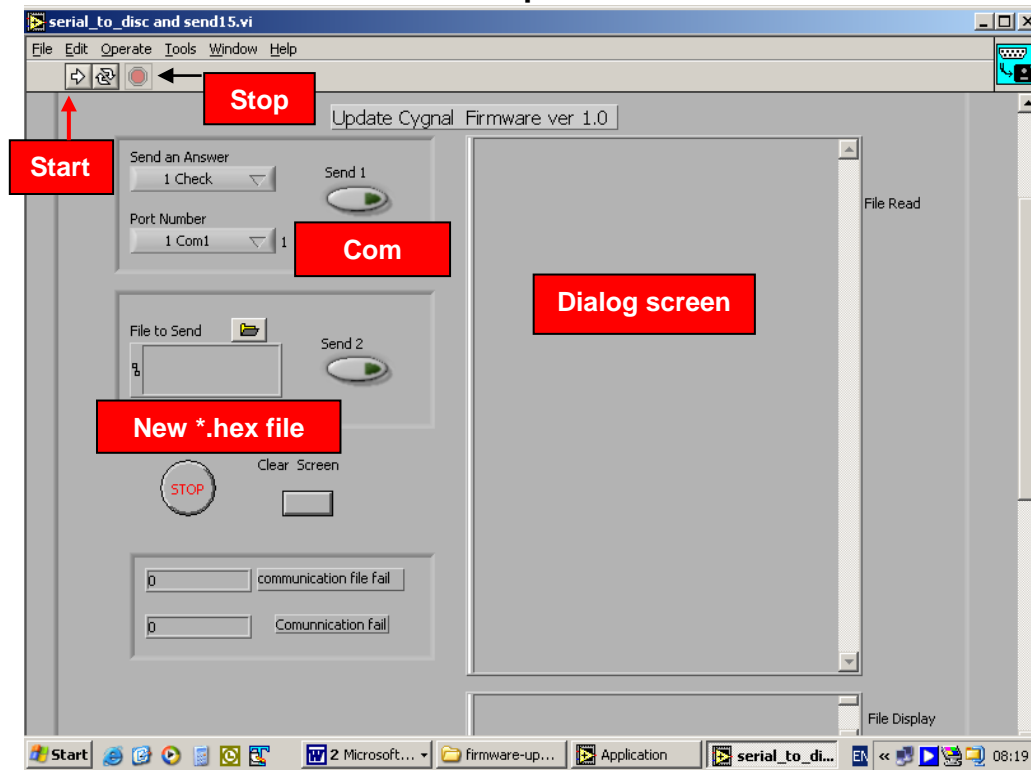 serial_to_disc and send15.vi
File Edit Operate Tools Window Help
Stop
Start
Update Cygnal Firmware ver 1.0
Send an Answer
1 Check
Send 1
Port Number
1 Com1
1
Com
File Read
Dialog screen
File to Send
Send 2
New *.hex file
STOP
Clear Screen
0
communication file fail
0
Comunnication fail
File Display
Start
2 Microsoft...
firmware-up...
Application
serial_to_di...
EN
«
08:19